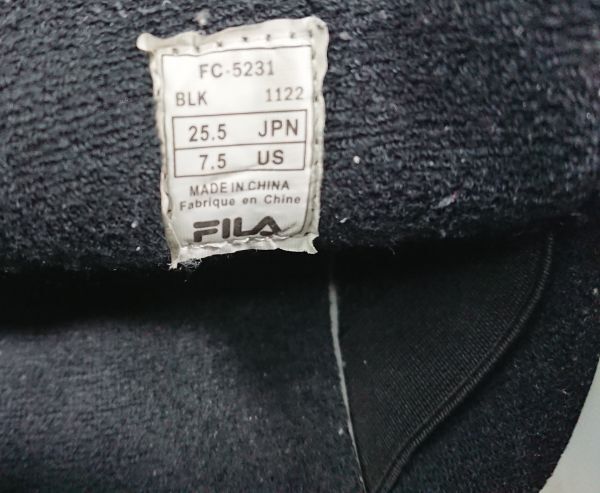 FC-5231
BLK 1122
25.5 JPN
7.5 US
MADE IN CHINA
Fabrique en Chine
FILA